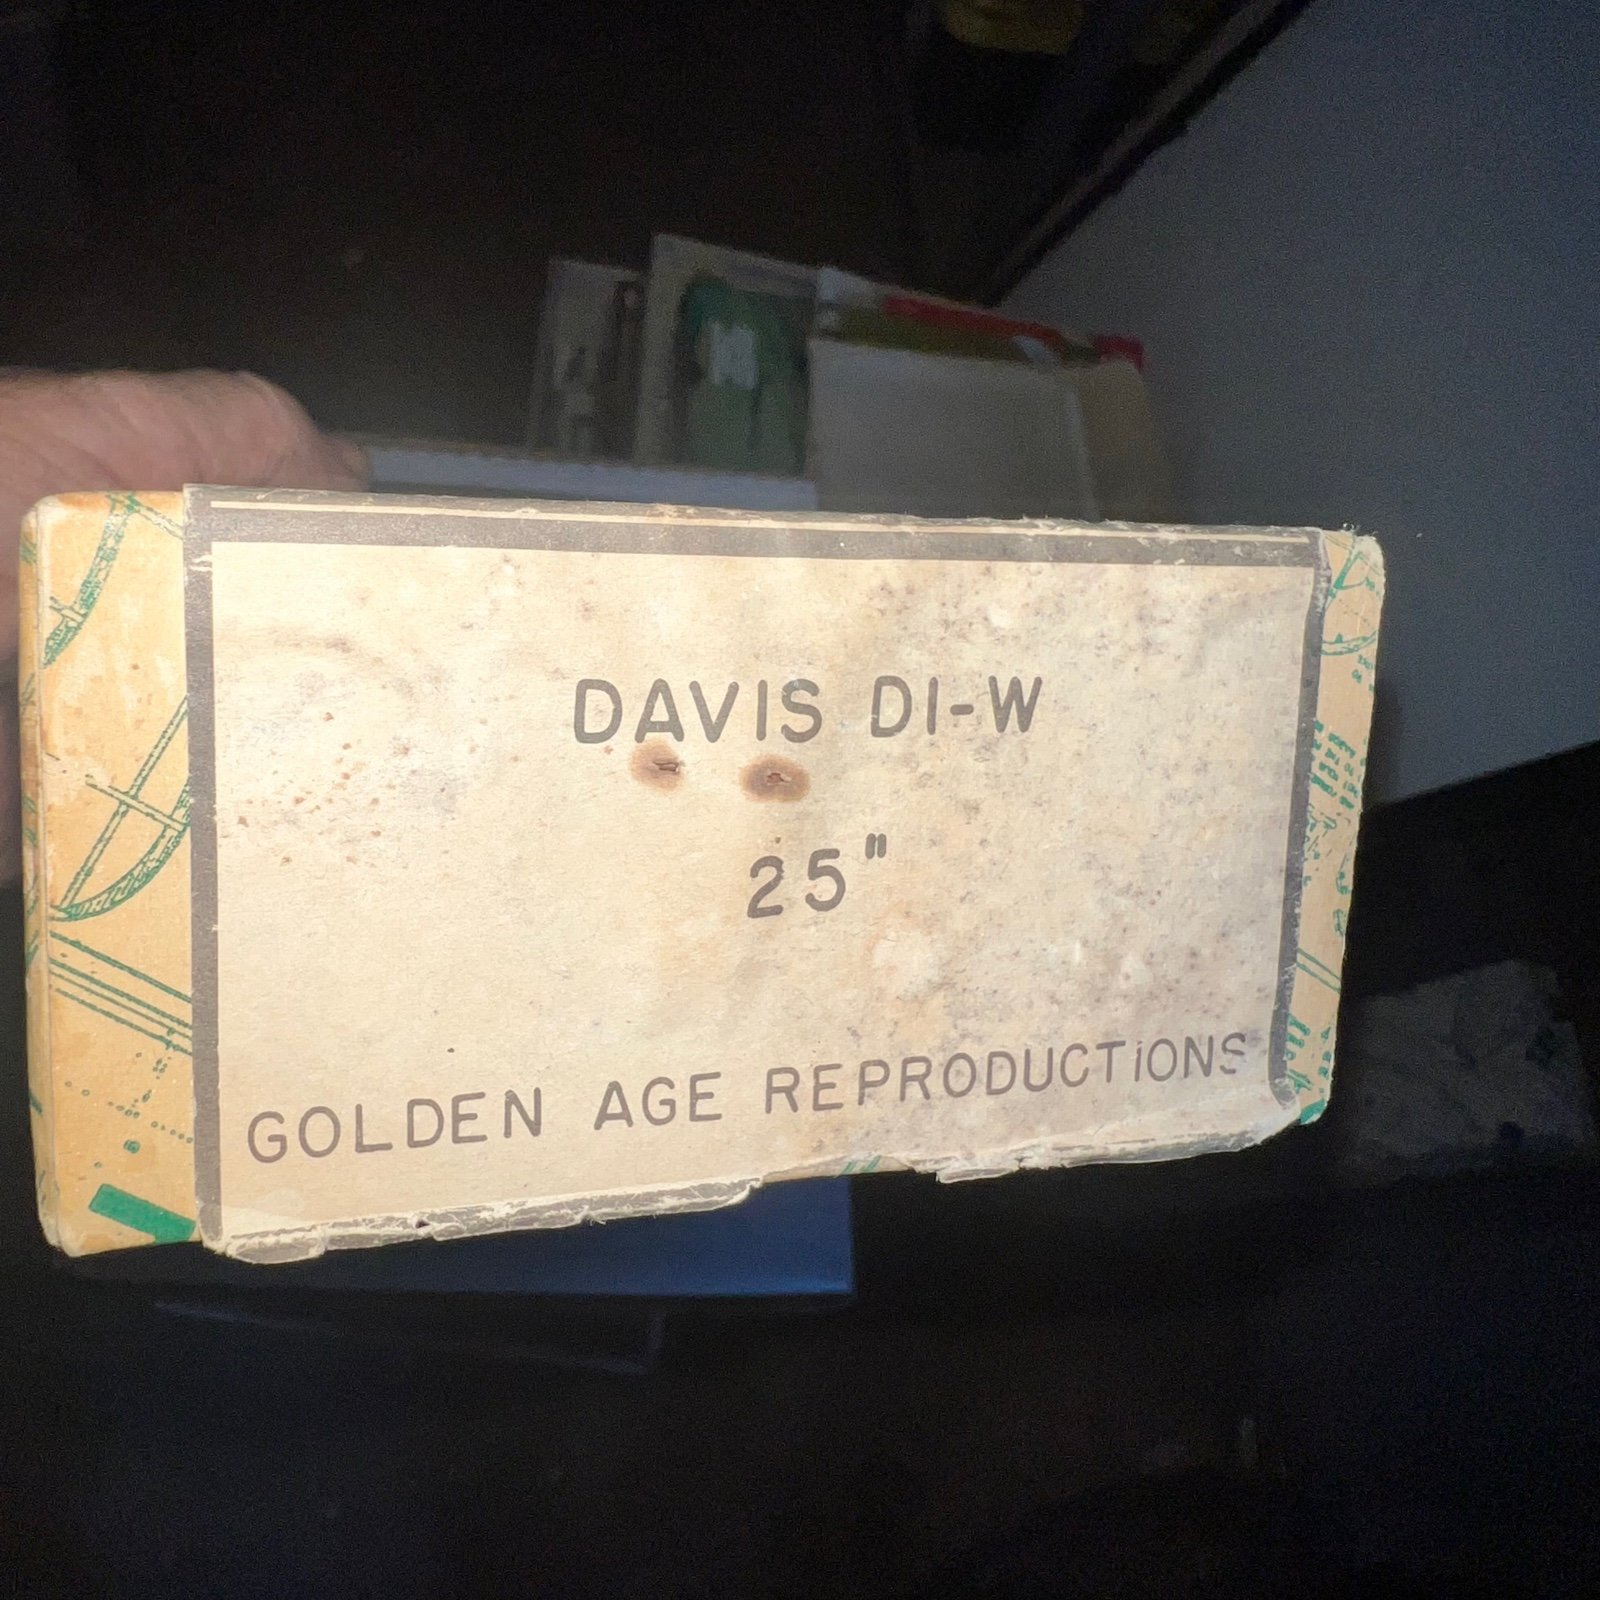 DAVIS DI-W
25"
GOLDEN AGE REPRODUCTIONS